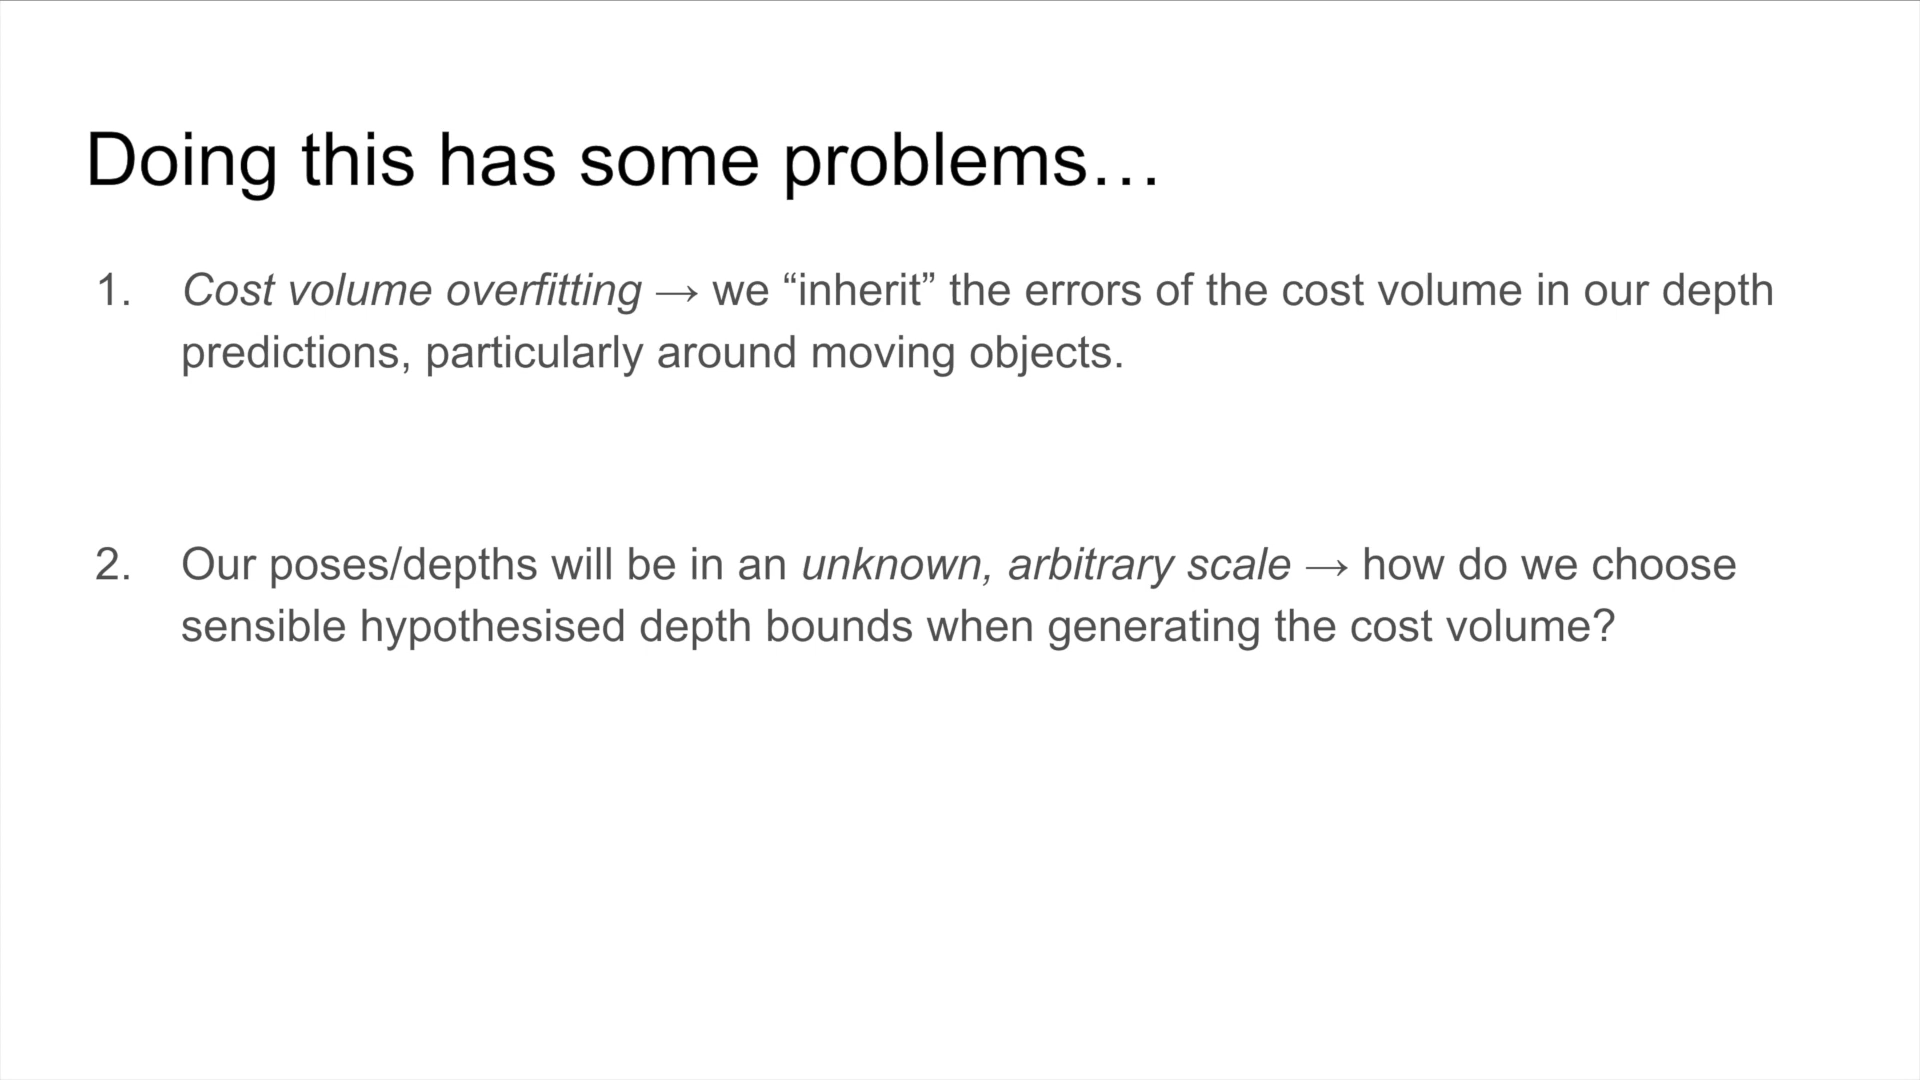 Doing this has some problems…
1. Cost volume overfitting → we “inherit” the errors of the cost volume in our depth
predictions, particularly around moving objects.
2. Our poses/depths will be in an unknown, arbitrary scale → how do we choose
sensible hypothesised depth bounds when generating the cost volume?